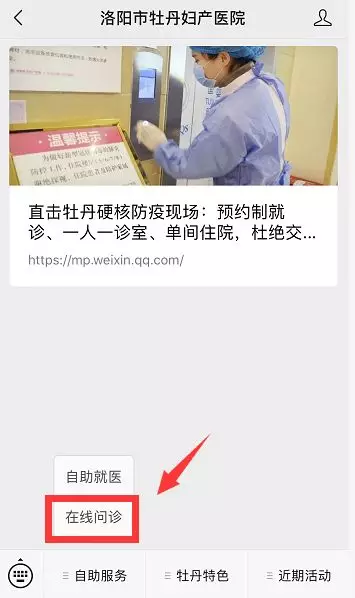 洛阳市牡丹妇产医院
温馨提示
直击牡丹硬核防疫现场：预约制就
诊、一人一诊室、单间住院，杜绝交...
https://mp.weixin.qq.com/
自助就医
在线问诊
自助服务
牡丹特色
近期活动